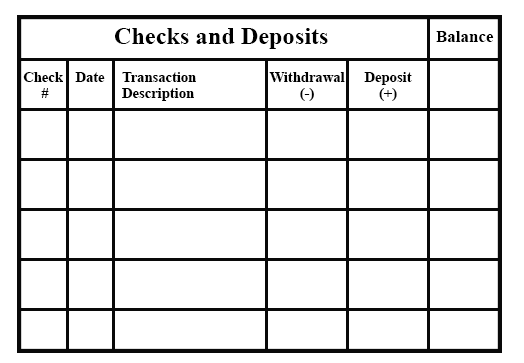 Checks and Deposits Balance
Check Date Transaction Withdrawal Deposit
# Description (-) (+)